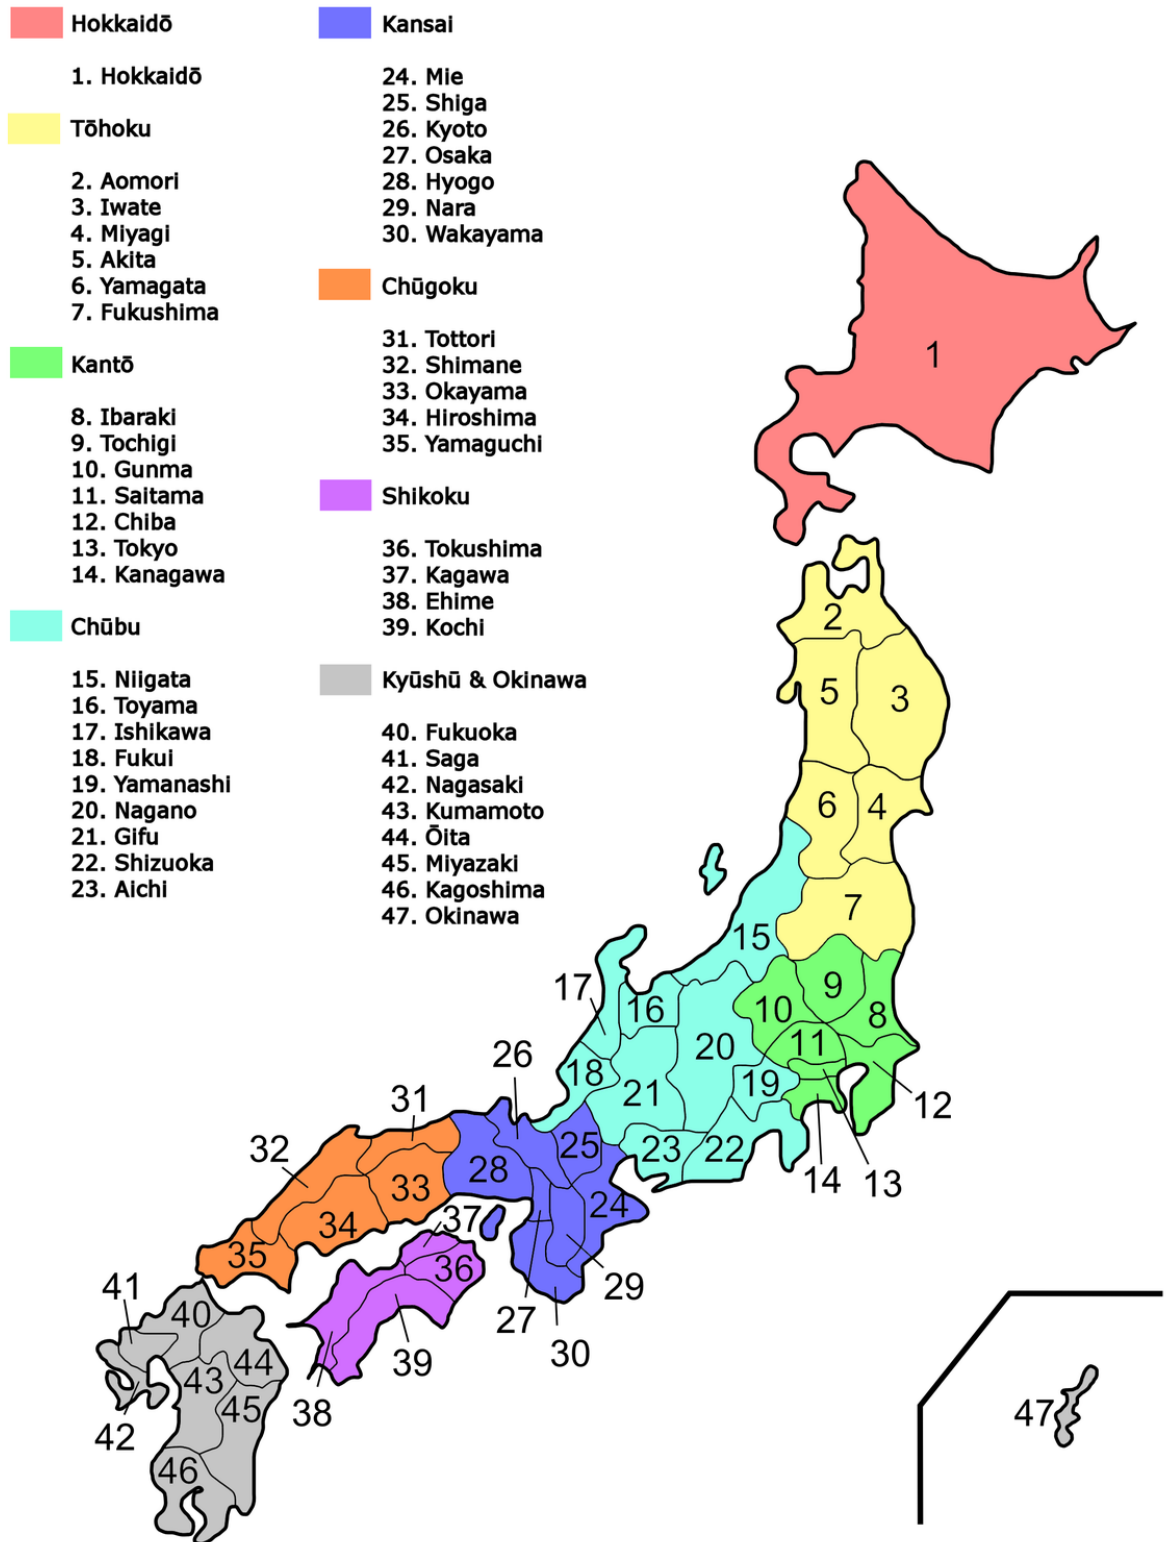 Hokkaidō
1. Hokkaidō
Tōhoku
2. Aomori
3. Iwate
4. Miyagi
5. Akita
6. Yamagata
7. Fukushima
Kantō
8. Ibaraki
9. Tochigi
10. Gunma
11. Saitama
12. Chiba
13. Tokyo
14. Kanagawa
Chūbu
15. Niigata
16. Toyama
17. Ishikawa
18. Fukui
19. Yamanashi
20. Nagano
21. Gifu
22. Shizuoka
23. Aichi
Kansai
24. Mie
25. Shiga
26. Kyoto
27. Osaka
28. Hyogo
29. Nara
30. Wakayama
Chūgoku
31. Tottori
32. Shimane
33. Okayama
34. Hiroshima
35. Yamaguchi
Shikoku
36. Tokushima
37. Kagawa
38. Ehime
39. Kochi
Kyūshū & Okinawa
40. Fukuoka
41. Saga
42. Nagasaki
43. Kumamoto
44. Ōita
45. Miyazaki
46. Kagoshima
47. Okinawa
1
2
5
3
6
4
7
15
9
17
16
10
8
11
20
26
18
19
21
12
31
23
22
25
32
28
14
13
33
24
37
34
35
36
29
41
40
27
30
39
44
43
45
38
42
47
46